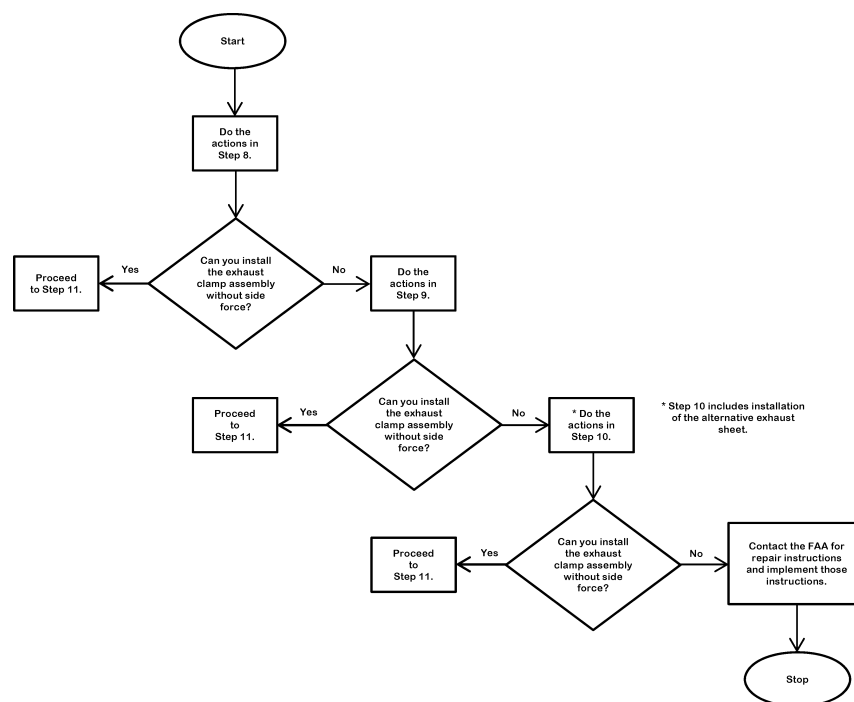 Start
Do the
actions in
Step 8.
Can you install
the exhaust
clamp assembly
without side
force?
Yes
No
Proceed
to Step 11.
Do the
actions in
Step 9.
Can you install
the exhaust
clamp assembly
without side
force?
Yes
No
Proceed
to
Step 11.
* Do the
actions in
Step 10.
* Step 10 includes installation
of the alternative exhaust
sheet.
Can you install
the exhaust
clamp assembly
without side
force?
Yes
No
Proceed
to
Step 11.
Contact the FAA for
repair instructions
and implement those
instructions.
Stop